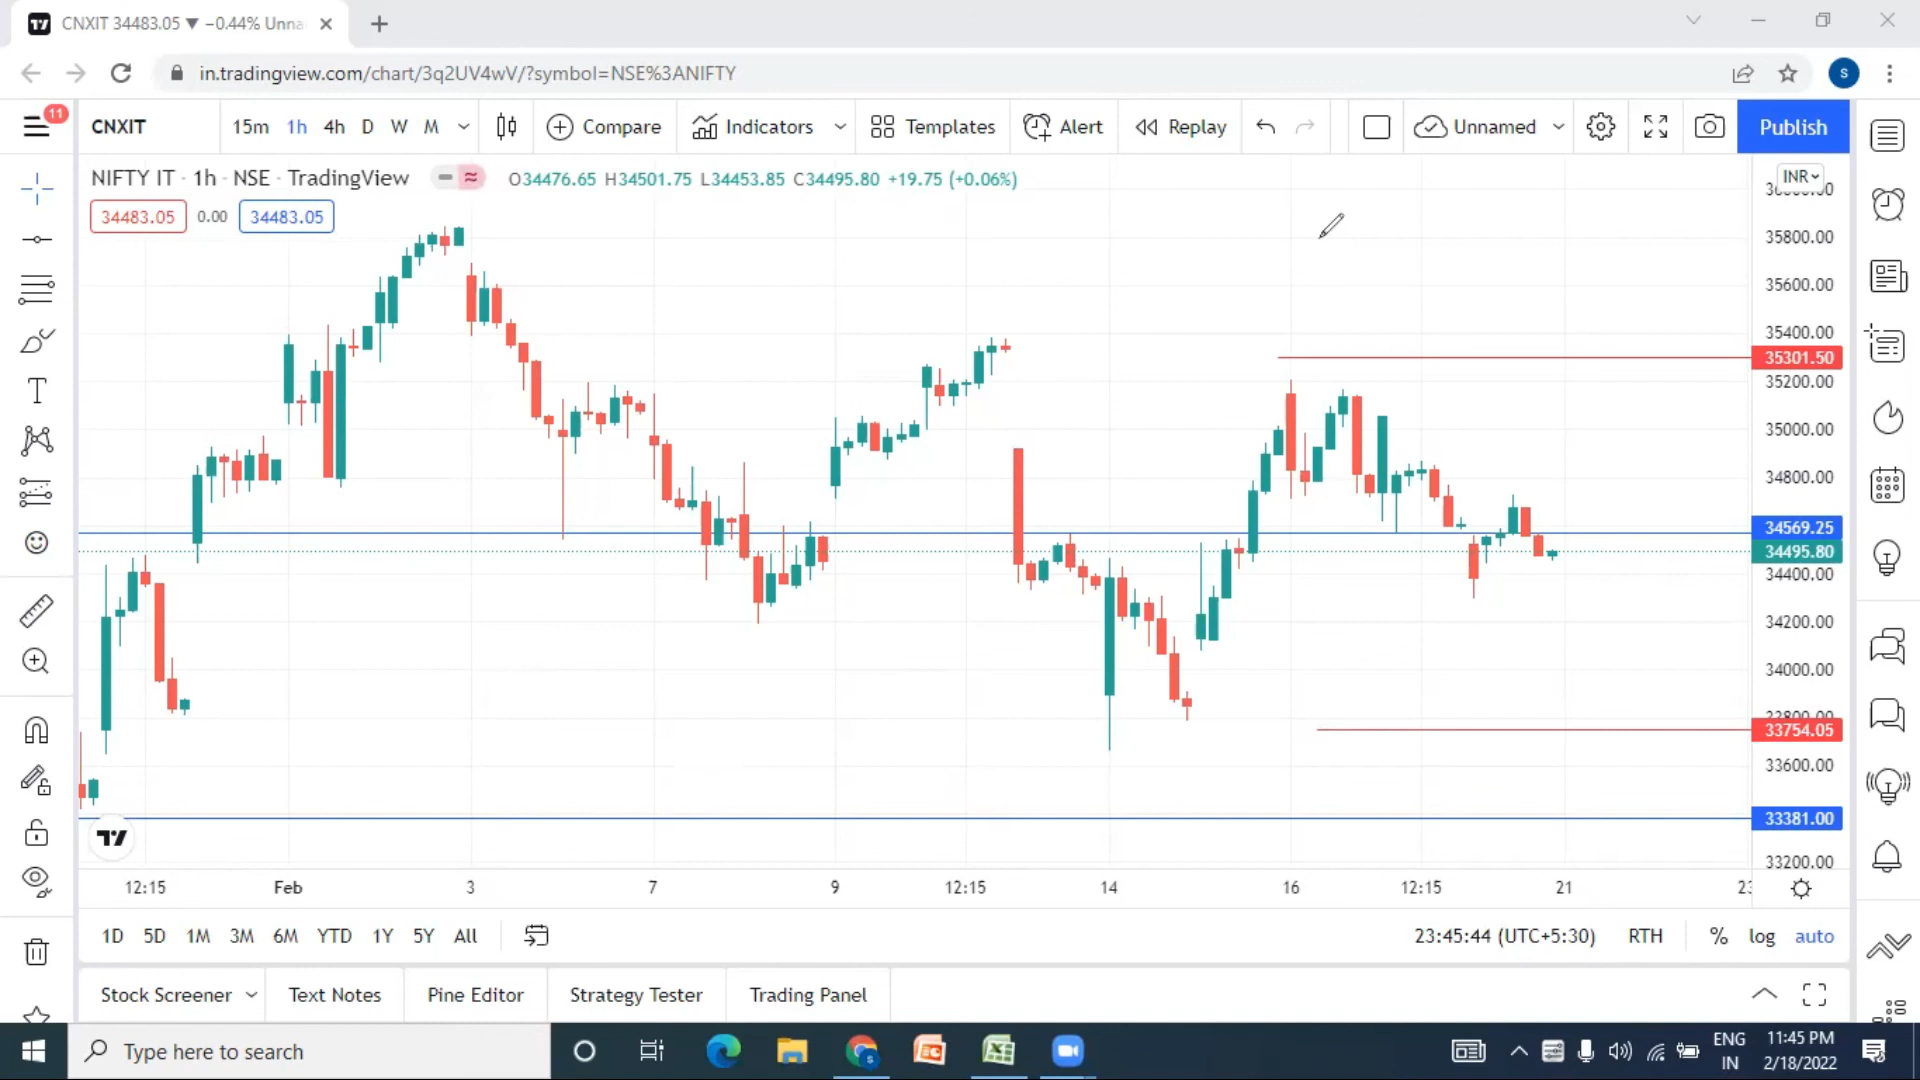 CNXIT 34483.05 ▼ −0.44% Unna
in.tradingview.com/chart/3q2UV4wV/?symbol=NSE%3ANIFTY
S
11
CNXIT
15m 1h 4h D W M Compare Indicators Templates Alert Replay Unnamed Publish
NIFTY IT · 1h · NSE · TradingView
O34476.65 H34501.75 L34453.85 C34495.80 +19.75 (+0.06%)
34483.05 0.00 34483.05
INR
35800.00
35600.00
35400.00
35301.50
35200.00
35000.00
34800.00
34569.25
34495.80
34400.00
34200.00
34000.00
33754.05
33600.00
33381.00
33200.00
12:15 Feb 3 7 9 12:15 14 16 12:15 21
1D 5D 1M 3M 6M YTD 1Y 5Y All
23:45:44 (UTC+5:30) RTH % log auto
Stock Screener Text Notes Pine Editor Strategy Tester Trading Panel
Type here to search
ENG
IN
11:45 PM
2/18/2022